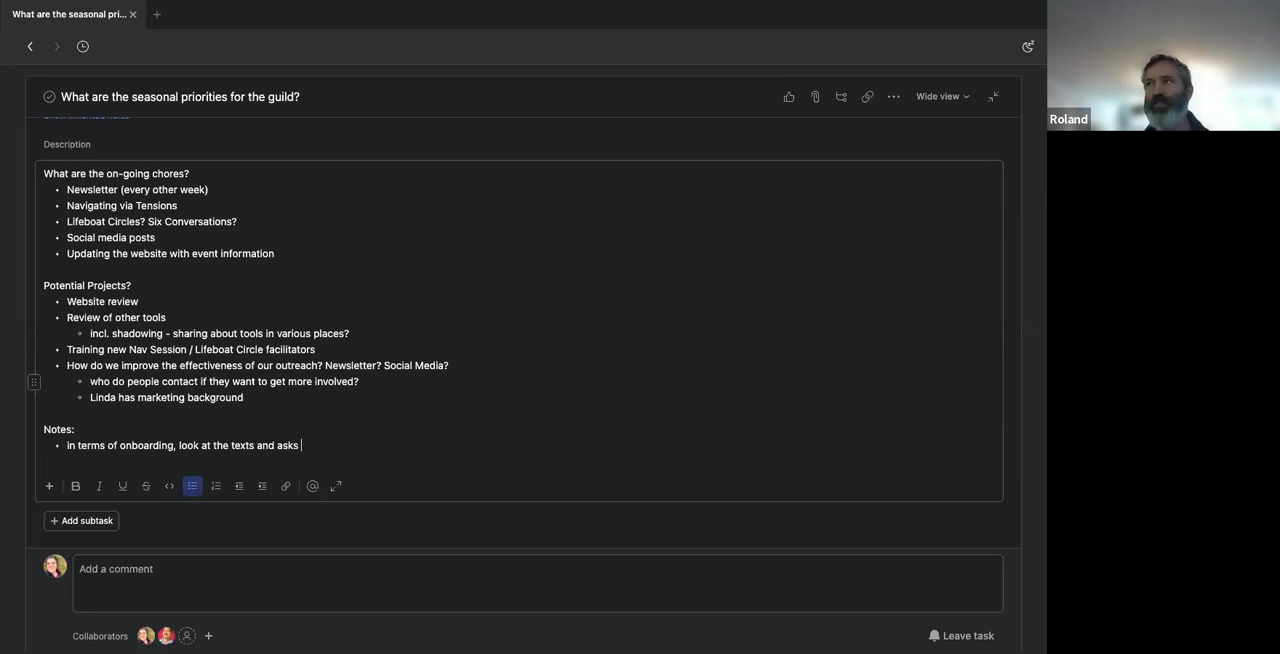 What are the seasonal pri...
What are the seasonal priorities for the guild?
Wide view
Roland
Description
What are the on-going chores?
Newsletter (every other week)
Navigating via Tensions
Lifeboat Circles? Six Conversations?
Social media posts
Updating the website with event information
Potential Projects?
Website review
Review of other tools
incl. shadowing - sharing about tools in various places?
Training new Nav Session / Lifeboat Circle facilitators
How do we improve the effectiveness of our outreach? Newsletter? Social Media?
who do people contact if they want to get more involved?
Linda has marketing background
Notes:
in terms of onboarding, look at the texts and asks
Add subtask
Add a comment
Collaborators
Leave task